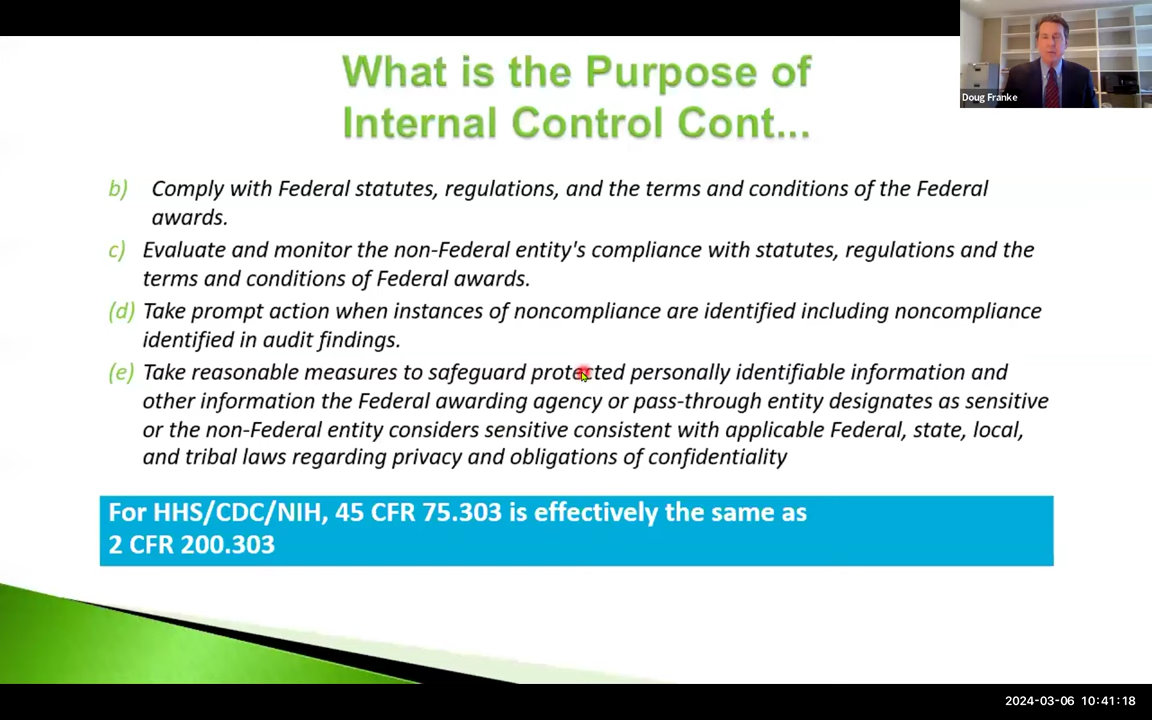 What is the Purpose of
Internal Control Cont...
Doug Franke
b) Comply with Federal statutes, regulations, and the terms and conditions of the Federal
awards.
c) Evaluate and monitor the non-Federal entity's compliance with statutes, regulations and the
terms and conditions of Federal awards.
(d) Take prompt action when instances of noncompliance are identified including noncompliance
identified in audit findings.
(e) Take reasonable measures to safeguard protected personally identifiable information and
other information the Federal awarding agency or pass-through entity designates as sensitive
or the non-Federal entity considers sensitive consistent with applicable Federal, state, local,
and tribal laws regarding privacy and obligations of confidentiality
For HHS/CDC/NIH, 45 CFR 75.303 is effectively the same as
2 CFR 200.303
2024-03-06 10:41:18